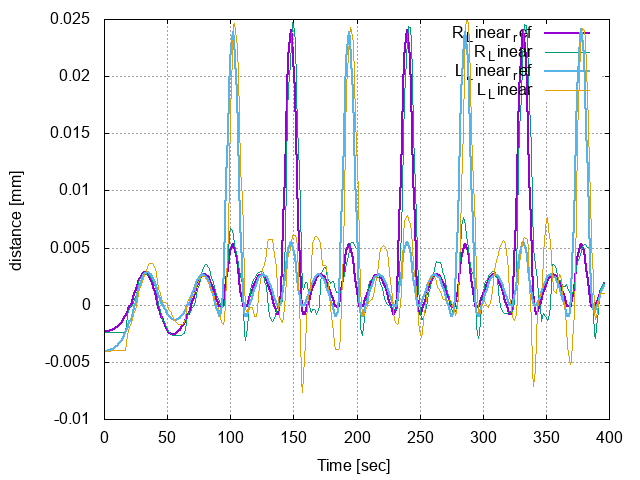 0.025
0.02
0.015
0.01
0.005
0
-0.005
-0.01
distance [mm]
R_Linear_ref
R_Linear
L_Linear_ref
L_Linear
0 50 100 150 200 250 300 350 400
Time [sec]